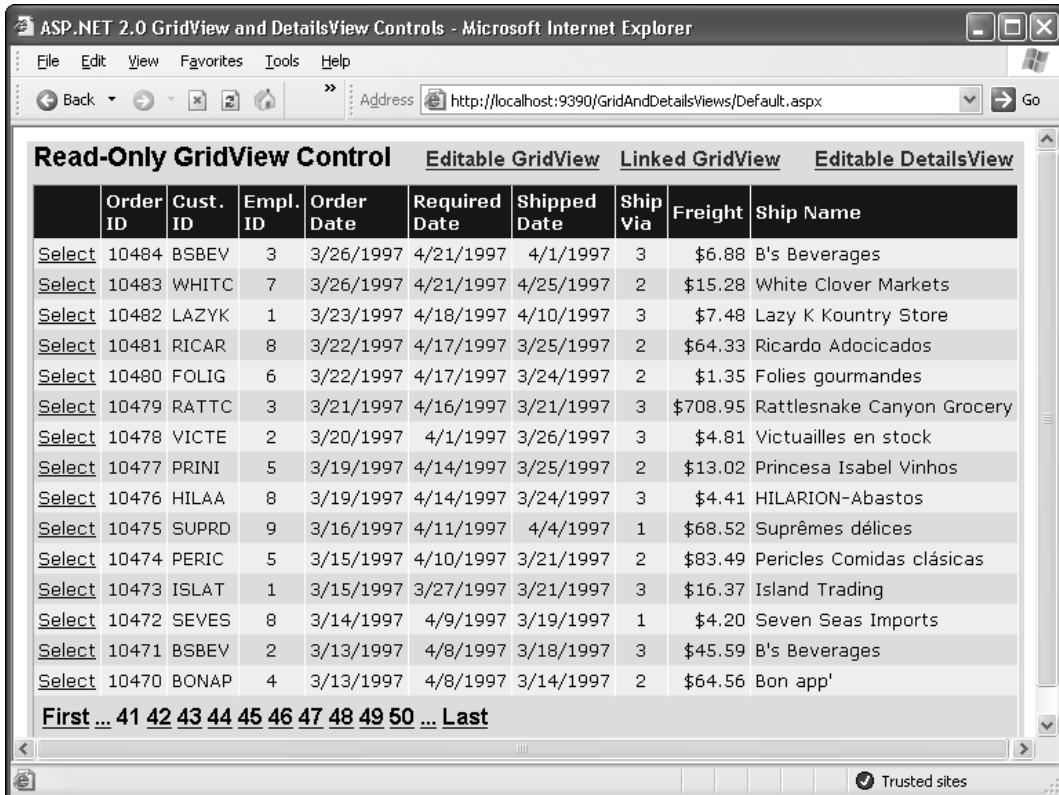 ASP.NET 2.0 GridView and DetailsView Controls - Microsoft Internet Explorer
File Edit View Favorites Tools Help
Back » Address http://localhost:9390/GridAndDetailsViews/Default.aspx Go
Read-Only GridView Control Editable GridView Linked GridView Editable DetailsView
Order ID Cust. ID Empl. ID Order Date Required Date Shipped Date Ship Via Freight Ship Name
Select 10484 BSBEV 3 3/26/1997 4/21/1997 4/1/1997 3 $6.88 B's Beverages
Select 10483 WHITC 7 3/26/1997 4/21/1997 4/25/1997 2 $15.28 White Clover Markets
Select 10482 LAZYK 1 3/23/1997 4/18/1997 4/10/1997 3 $7.48 Lazy K Kountry Store
Select 10481 RICAR 8 3/22/1997 4/17/1997 3/25/1997 2 $64.33 Ricardo Adocicados
Select 10480 FOLIG 6 3/22/1997 4/17/1997 3/24/1997 2 $1.35 Folies gourmandes
Select 10479 RATTC 3 3/21/1997 4/16/1997 3/21/1997 3 $708.95 Rattlesnake Canyon Grocery
Select 10478 VICTE 2 3/20/1997 4/1/1997 3/26/1997 3 $4.81 Victuailles en stock
Select 10477 PRINI 5 3/19/1997 4/14/1997 3/25/1997 2 $13.02 Princesa Isabel Vinhos
Select 10476 HILAA 8 3/19/1997 4/14/1997 3/24/1997 3 $4.41 HILARION-Abastos
Select 10475 SUPRD 9 3/16/1997 4/11/1997 4/4/1997 1 $68.52 Suprêmes délices
Select 10474 PERIC 5 3/15/1997 4/10/1997 3/21/1997 2 $83.49 Pericles Comidas clásicas
Select 10473 ISLAT 1 3/15/1997 3/27/1997 3/21/1997 3 $16.37 Island Trading
Select 10472 SEVES 8 3/14/1997 4/9/1997 3/19/1997 1 $4.20 Seven Seas Imports
Select 10471 BSBEV 2 3/13/1997 4/8/1997 3/18/1997 3 $45.59 B's Beverages
Select 10470 BONAP 4 3/13/1997 4/8/1997 3/14/1997 2 $64.56 Bon app'
First ... 41 42 43 44 45 46 47 48 49 50 ... Last
Trusted sites